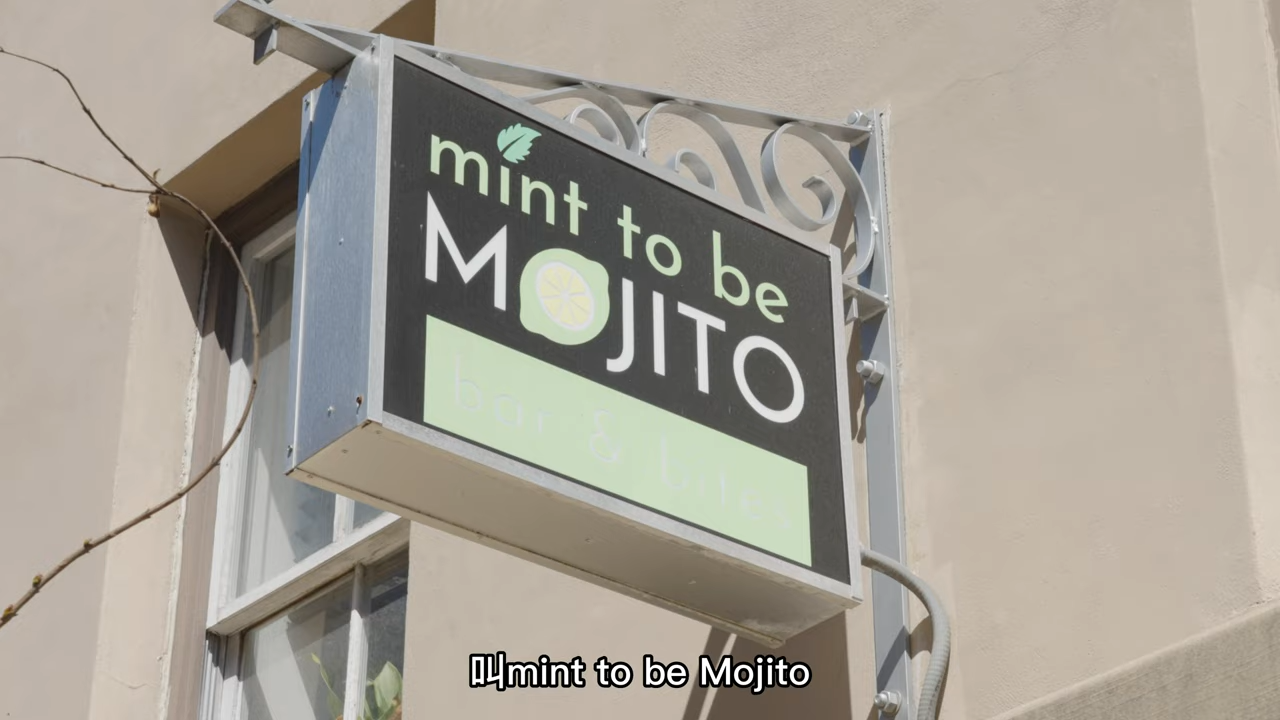 mint to be
MOJITO
bar & bites
叫mint to be Mojito